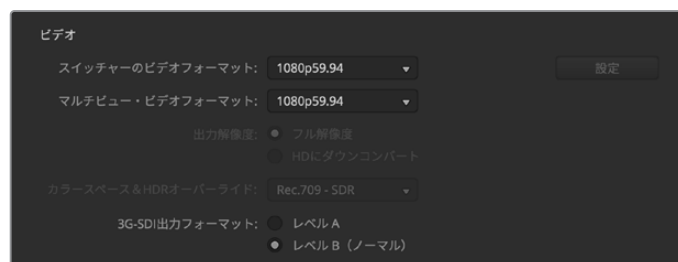 ビデオ
スイッチャーのビデオフォーマット: 1080p59.94 設定
マルチビュー・ビデオフォーマット: 1080p59.94
出力解像度: フル解像度
HDにダウンコンバート
カラースペース＆HDRオーバーライド: Rec.709 - SDR
3G-SDI出力フォーマット: レベル A
レベル B（ノーマル）